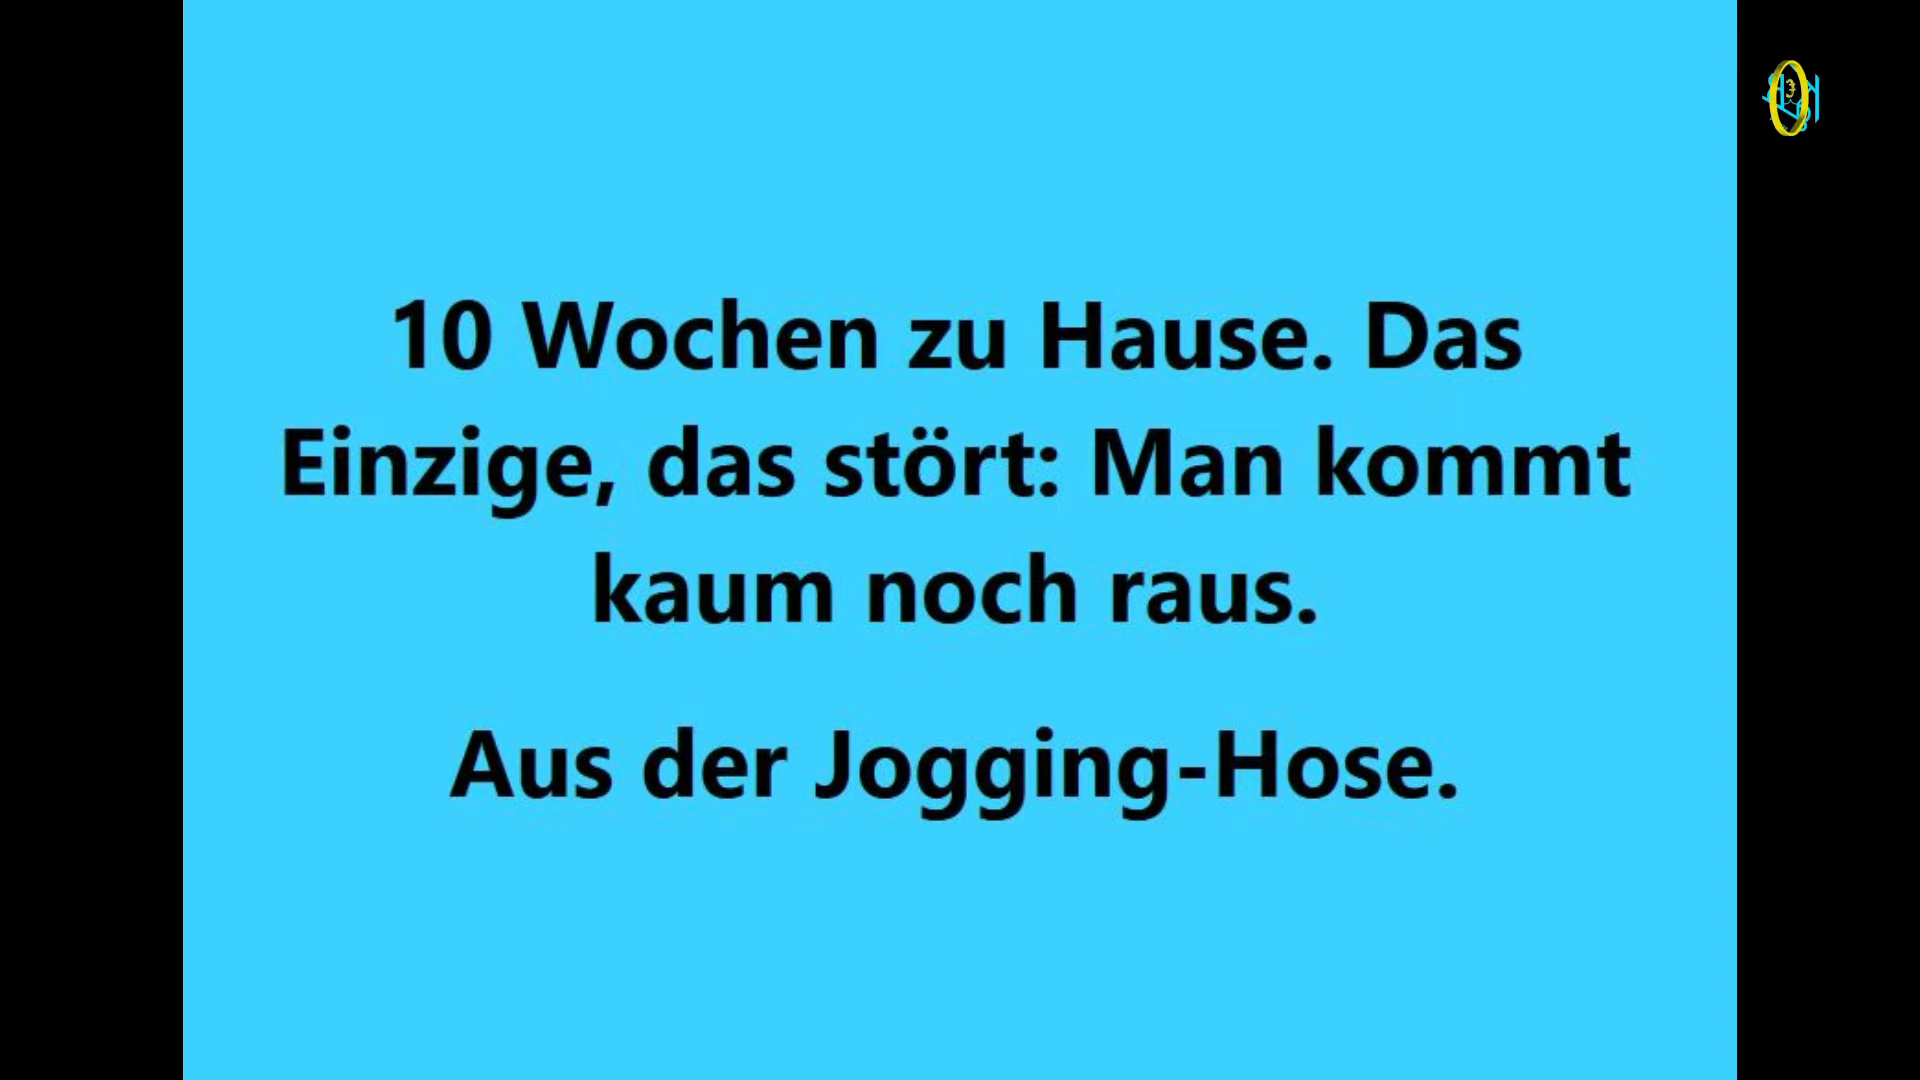 10 Wochen zu Hause. Das
Einzige, das stört: Man kommt
kaum noch raus.
Aus der Jogging-Hose.